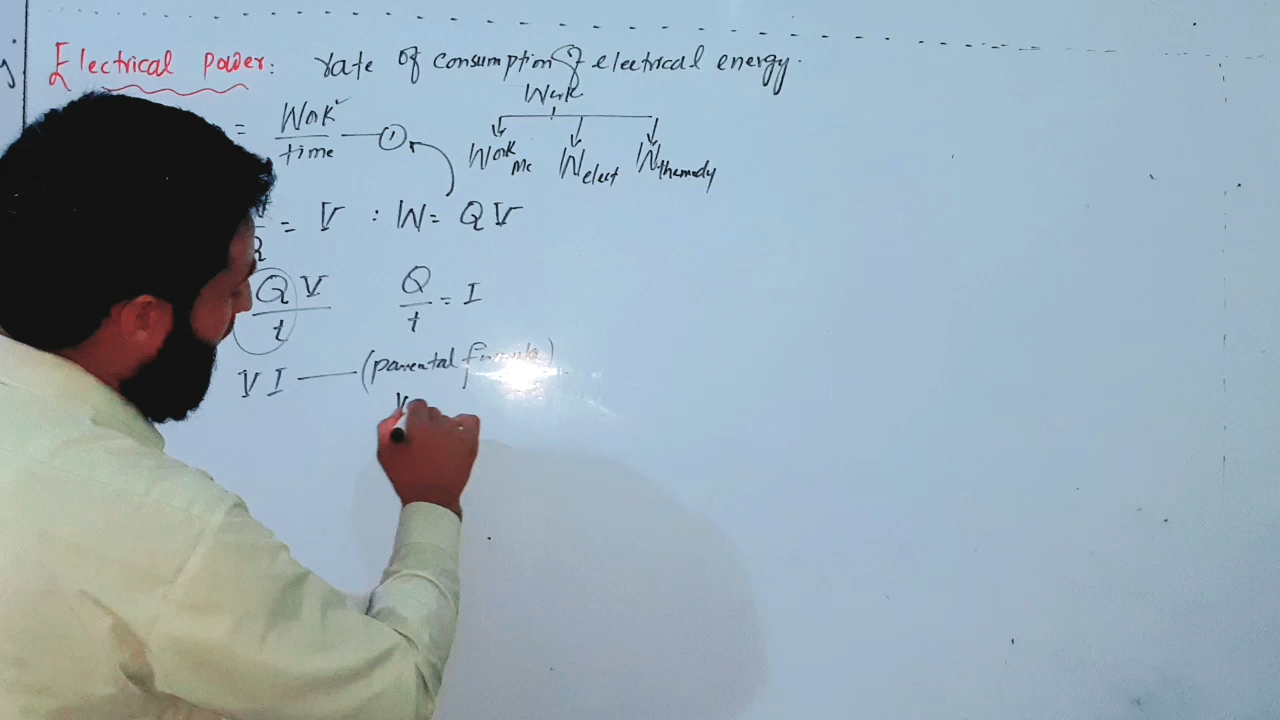 Electrical Power: rate of consumption of electrical energy.
Work
= Work / time —— ①
Work Mc W elect W thermody
= V : W = QV
QV / t Q / t = I
VI —— (parental formula)
V